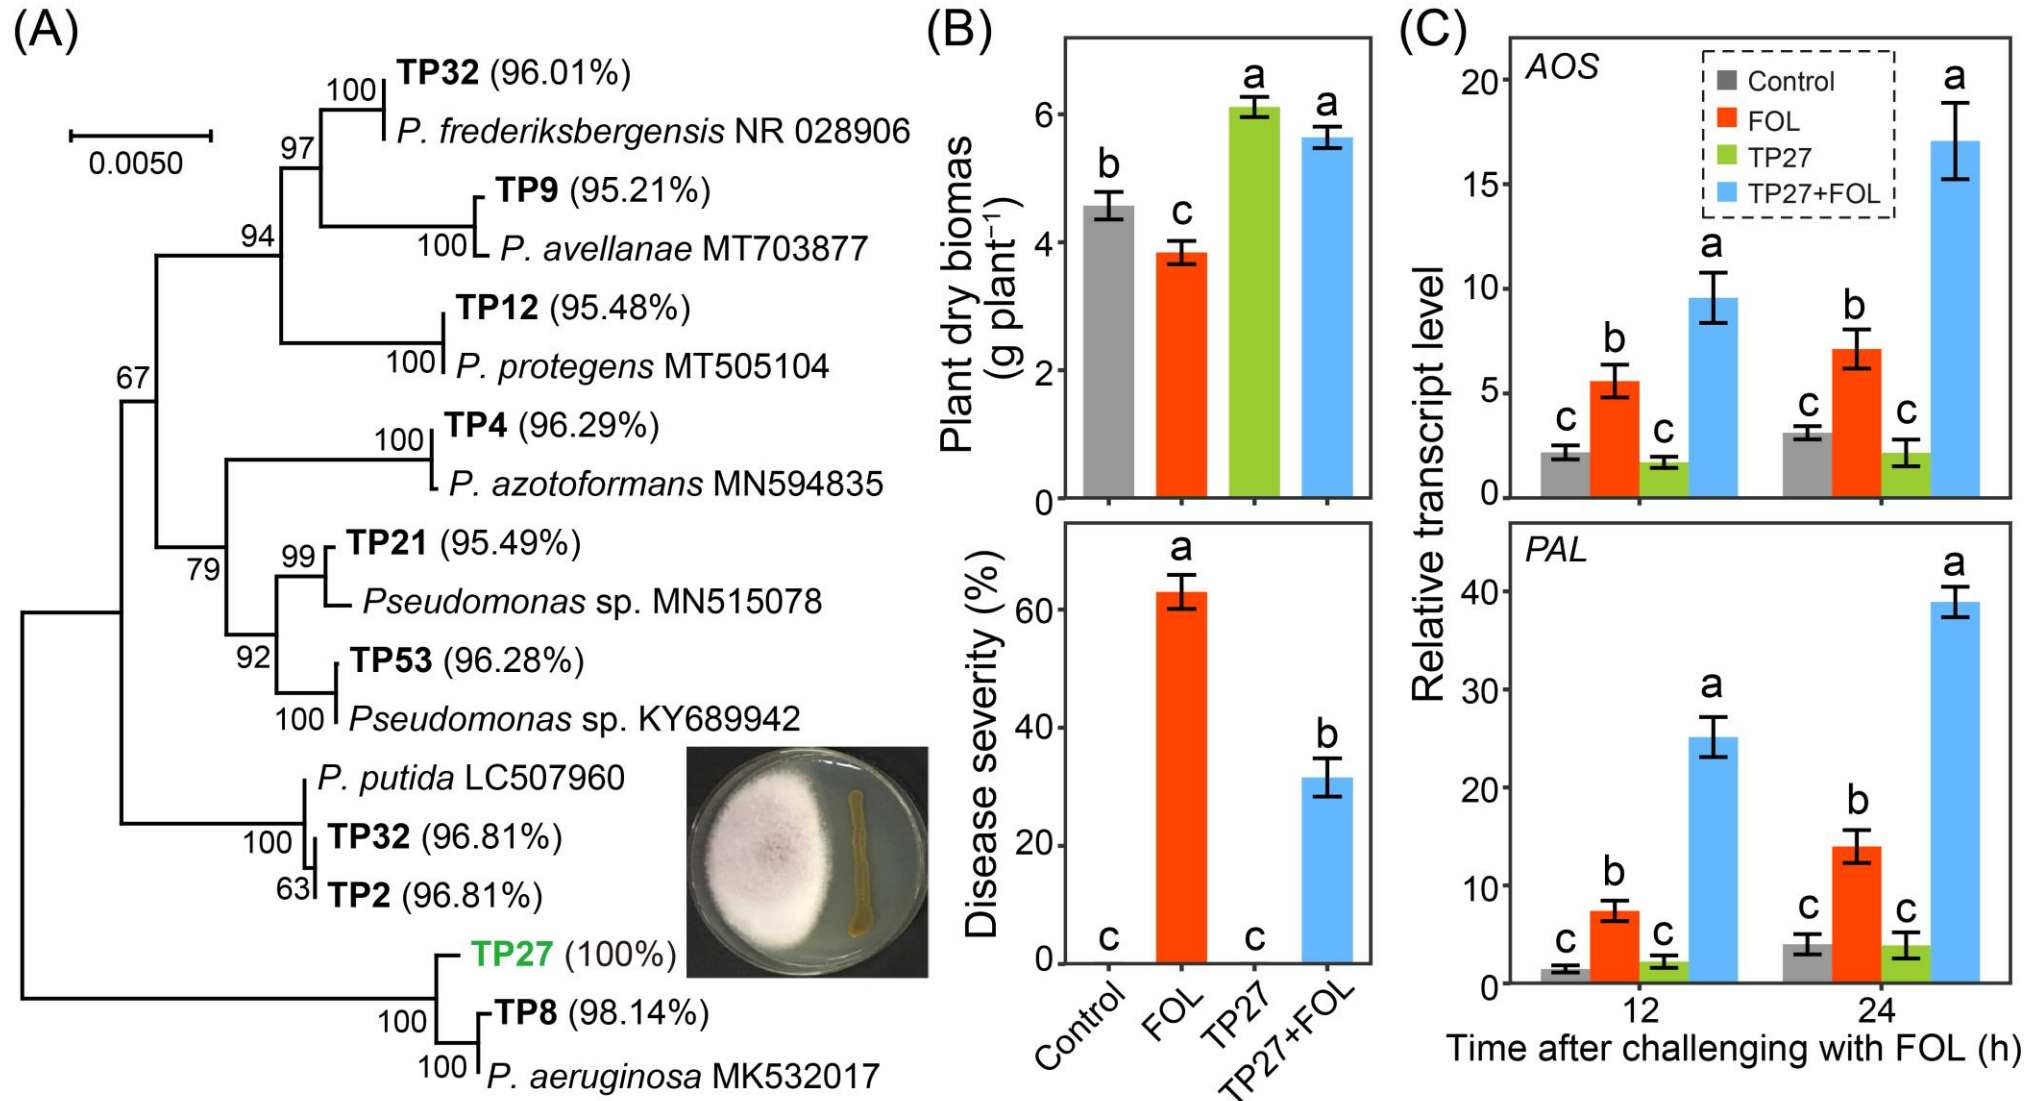 (A)
TP32 (96.01%)
100
P. frederiksbergensis NR 028906
0.0050
97
TP9 (95.21%)
94
100
P. avellanae MT703877
TP12 (95.48%)
100
P. protegens MT505104
67
TP4 (96.29%)
100
P. azotoformans MN594835
TP21 (95.49%)
99
79
Pseudomonas sp. MN515078
92
TP53 (96.28%)
100
Pseudomonas sp. KY689942
P. putida LC507960
100
TP32 (96.81%)
63
TP2 (96.81%)
TP27 (100%)
TP8 (98.14%)
100
100
P. aeruginosa MK532017
(B)
Plant dry biomas
(g plant⁻¹)
6
4
2
0
b
c
a
a
Disease severity (%)
60
40
20
0
c
a
c
b
Control
FOL
TP27
TP27+FOL
(C)
Relative transcript level
AOS
Control
FOL
TP27
TP27+FOL
20
15
10
5
0
c
b
c
a
c
b
c
a
PAL
40
30
20
10
0
c
b
c
a
c
b
c
a
12
24
Time after challenging with FOL (h)